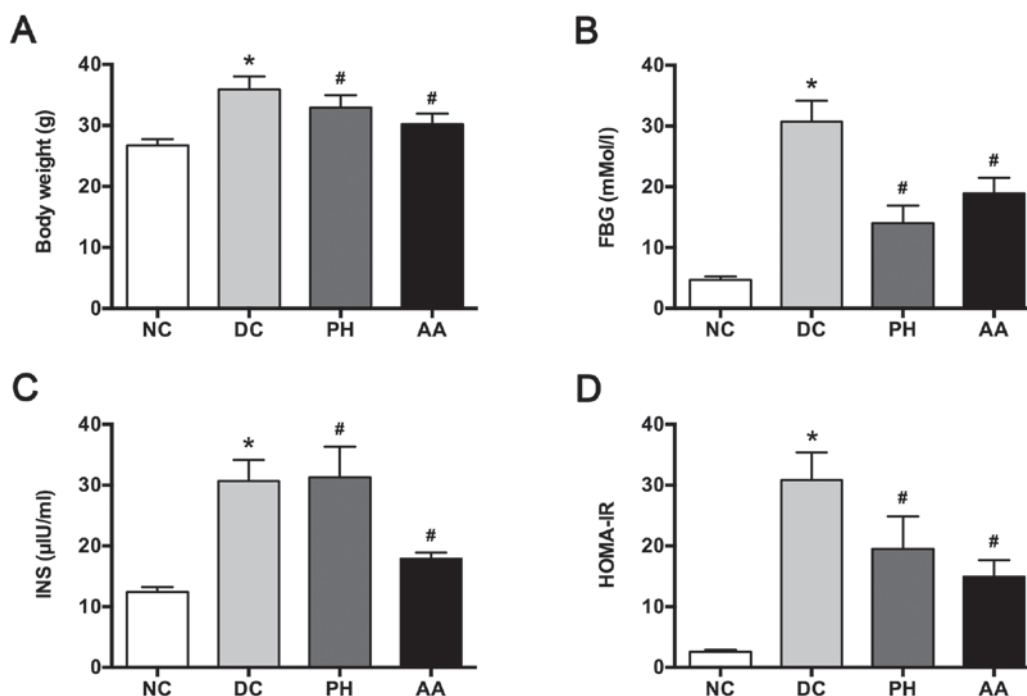 A
Body weight (g)
40
30
20
10
0
*
#
#
NC DC PH AA
B
FBG (mMol/l)
40
30
20
10
0
*
#
#
NC DC PH AA
C
INS (µIU/ml)
40
30
20
10
0
*
#
#
NC DC PH AA
D
HOMA-IR
40
30
20
10
0
*
#
#
NC DC PH AA